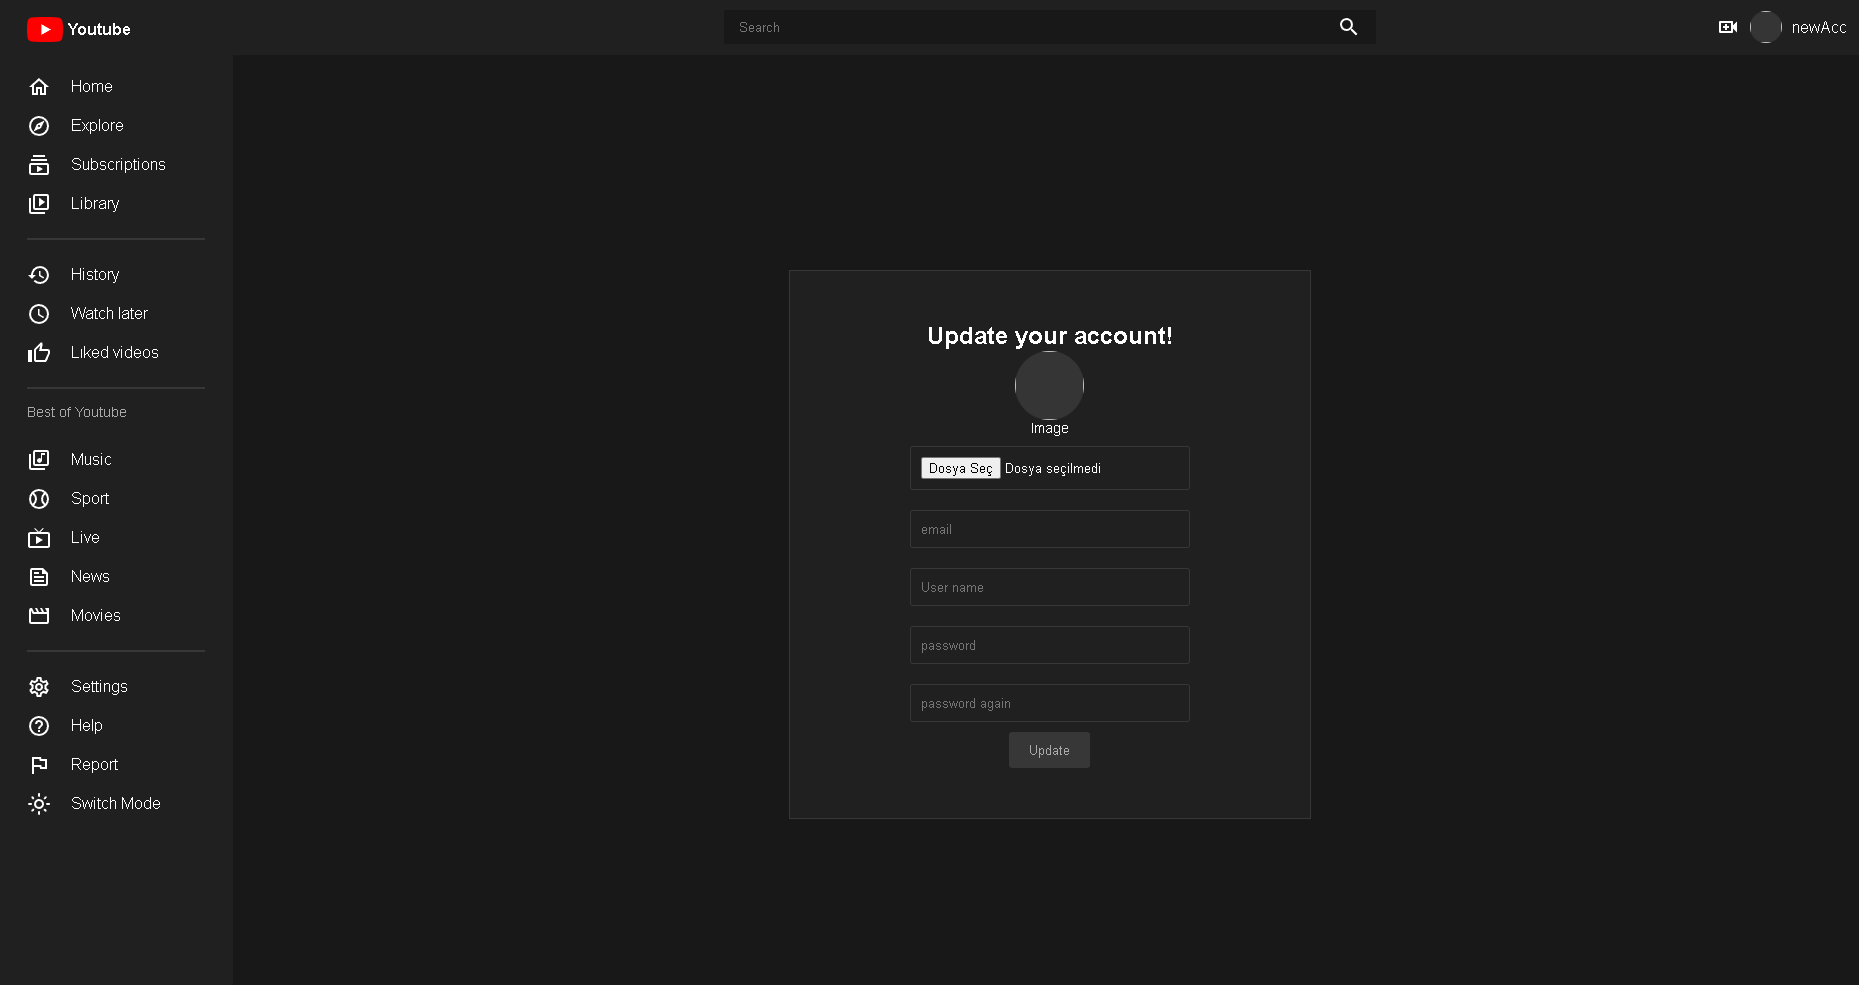 Youtube
Search
newAcc
Home
Explore
Subscriptions
Library
History
Watch later
Liked videos
Best of Youtube
Music
Sport
Live
News
Movies
Settings
Help
Report
Switch Mode
Update your account!
Image
Dosya Seç Dosya seçilmedi
email
User name
password
password again
Update